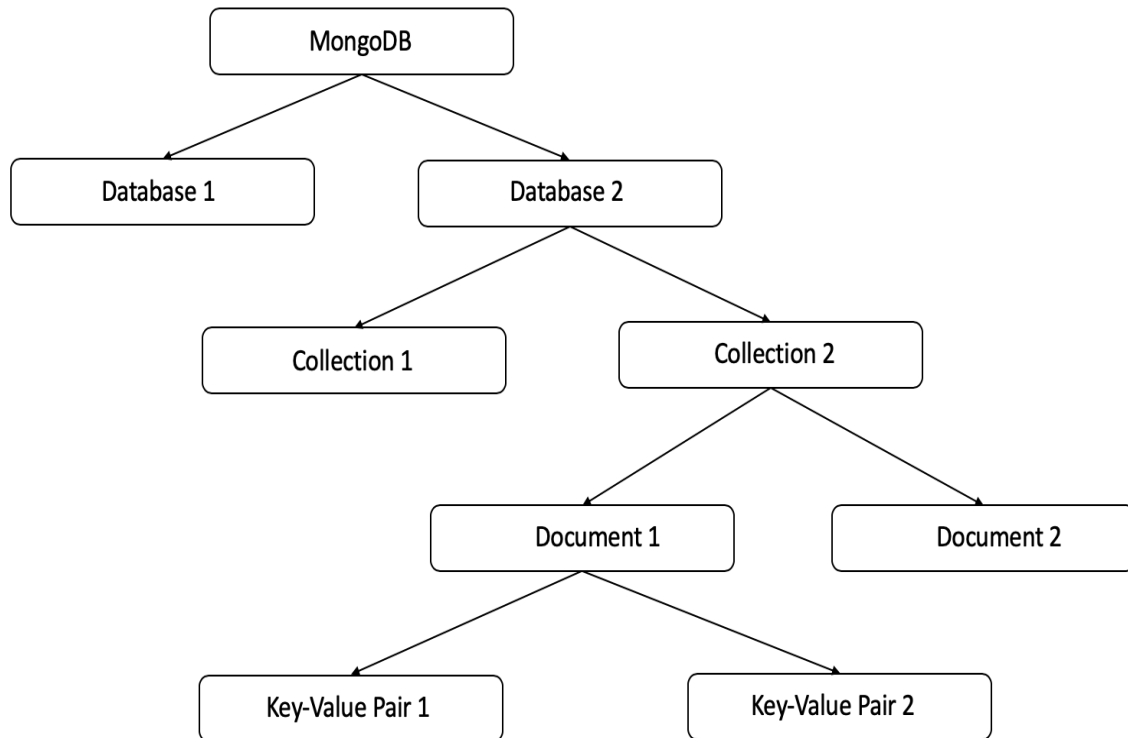 MongoDB
Database 1
Database 2
Collection 1
Collection 2
Document 1
Document 2
Key-Value Pair 1
Key-Value Pair 2